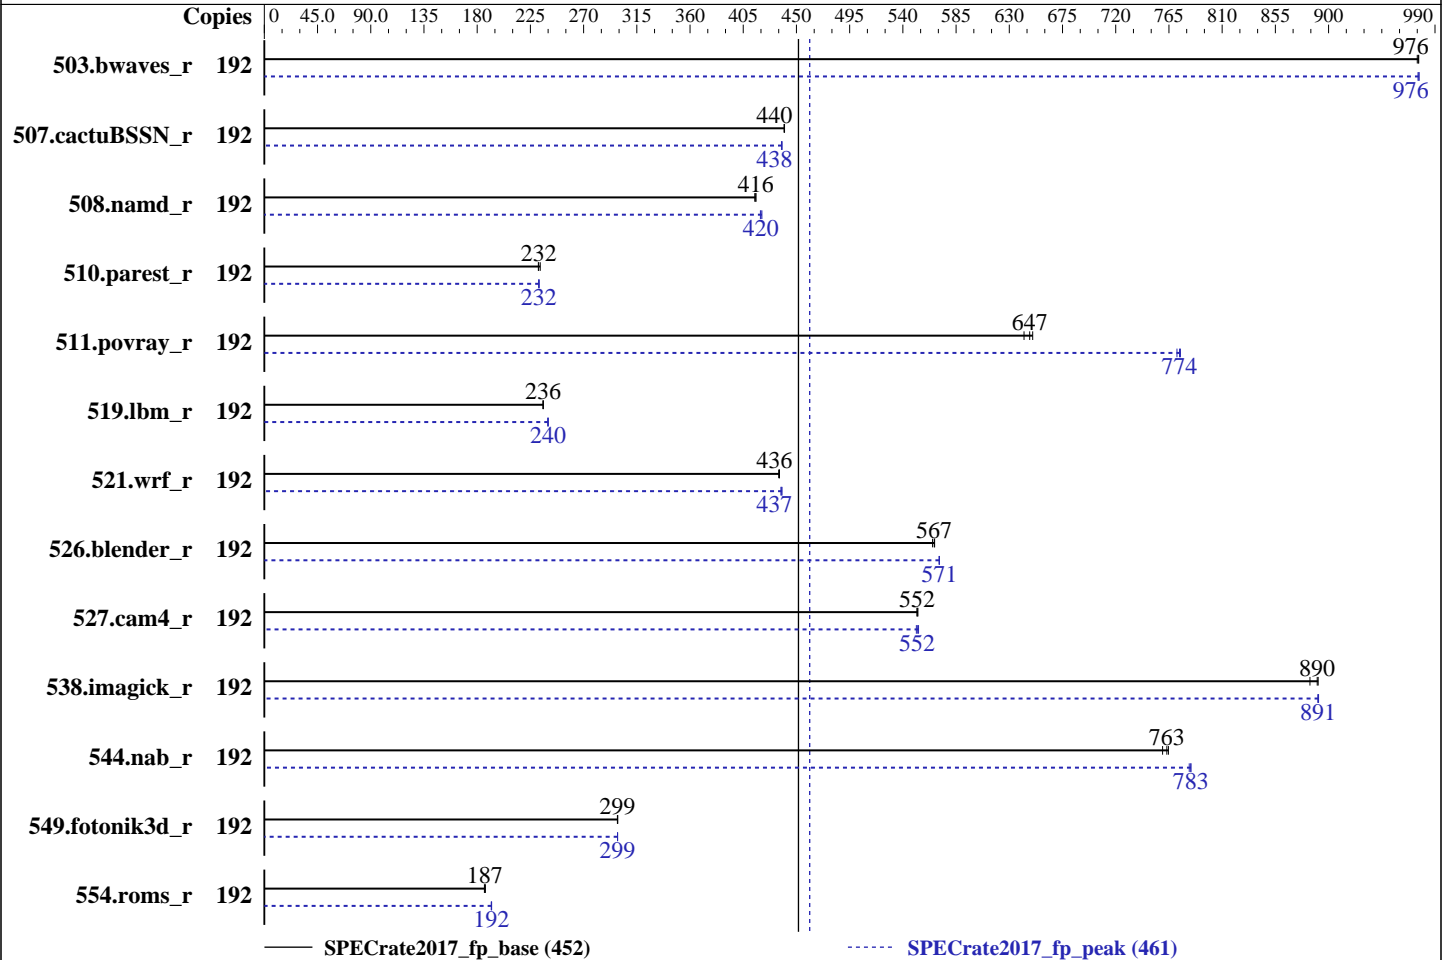 Copies 0 45.0 90.0 135 180 225 270 315 360 405 450 495 540 585 630 675 720 765 810 855 900 990
503.bwaves_r 192 976
976
507.cactuBSSN_r 192 440
438
508.namd_r 192 416
420
510.parest_r 192 232
232
511.povray_r 192 647
774
519.lbm_r 192 236
240
521.wrf_r 192 436
437
526.blender_r 192 567
571
527.cam4_r 192 552
552
538.imagick_r 192 890
891
544.nab_r 192 763
783
549.fotonik3d_r 192 299
299
554.roms_r 192 187
192
SPECrate2017_fp_base (452) SPECrate2017_fp_peak (461)